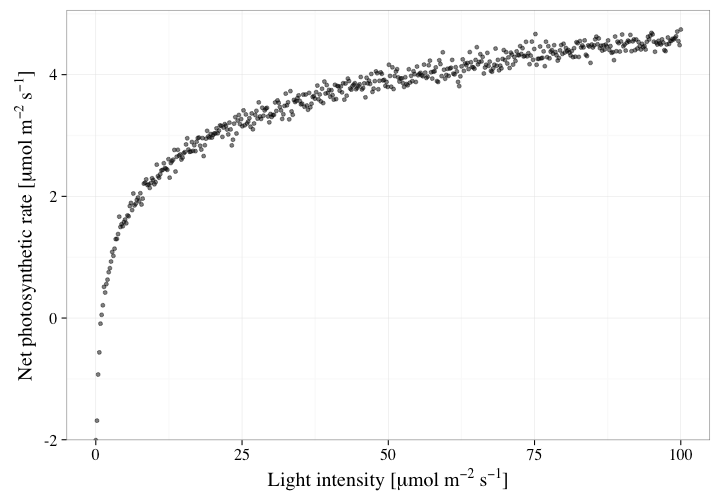 Net photosynthetic rate [μmol m⁻² s⁻¹]
4
2
0
-2
0 25 50 75 100
Light intensity [μmol m⁻² s⁻¹]